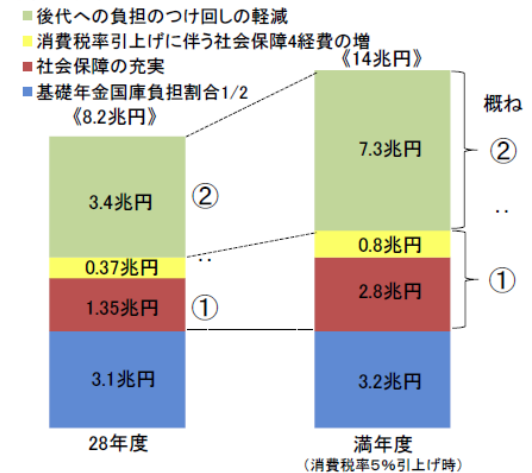 後代への負担のつけ回しの軽減
消費税率引上げに伴う社会保障4経費の増
社会保障の充実
基礎年金国庫負担割合1/2
《8.2兆円》
《14兆円》
概ね
3.4兆円
②
7.3兆円
②
:
0.37兆円
:
0.8兆円
1.35兆円
①
2.8兆円
①
3.1兆円
3.2兆円
28年度
満年度
（消費税率5%引上げ時）